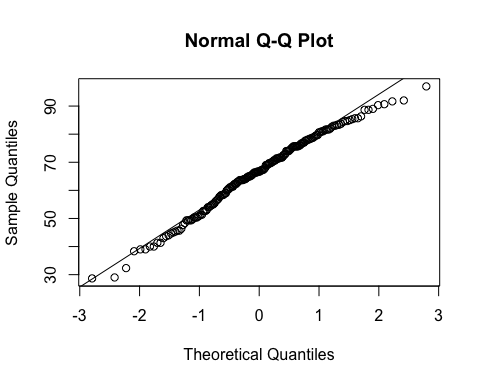 Normal Q-Q Plot
Sample Quantiles
90
70
50
30
-3 -2 -1 0 1 2 3
Theoretical Quantiles